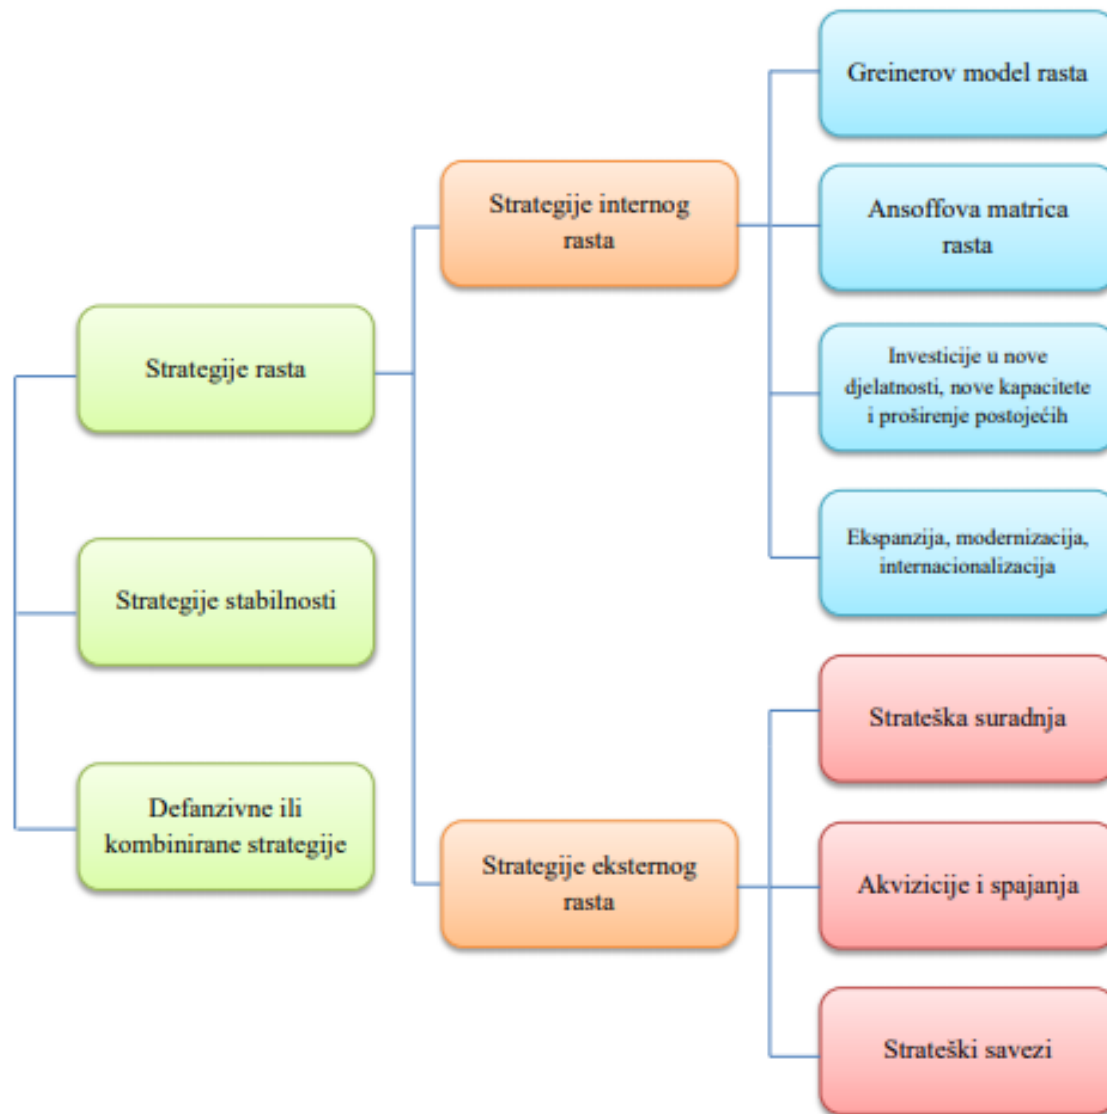 Strategije rasta
Strategije stabilnosti
Defanzivne ili
kombinirane strategije
Strategije internog
rasta
Strategije eksternog
rasta
Greinerov model rasta
Ansoffova matrica
rasta
Investicije u nove
djelatnosti, nove kapacitete
i proširenje postojećih
Ekspanzija, modernizacija,
internacionalizacija
Strateška suradnja
Akvizicije i spajanja
Strateški savezi